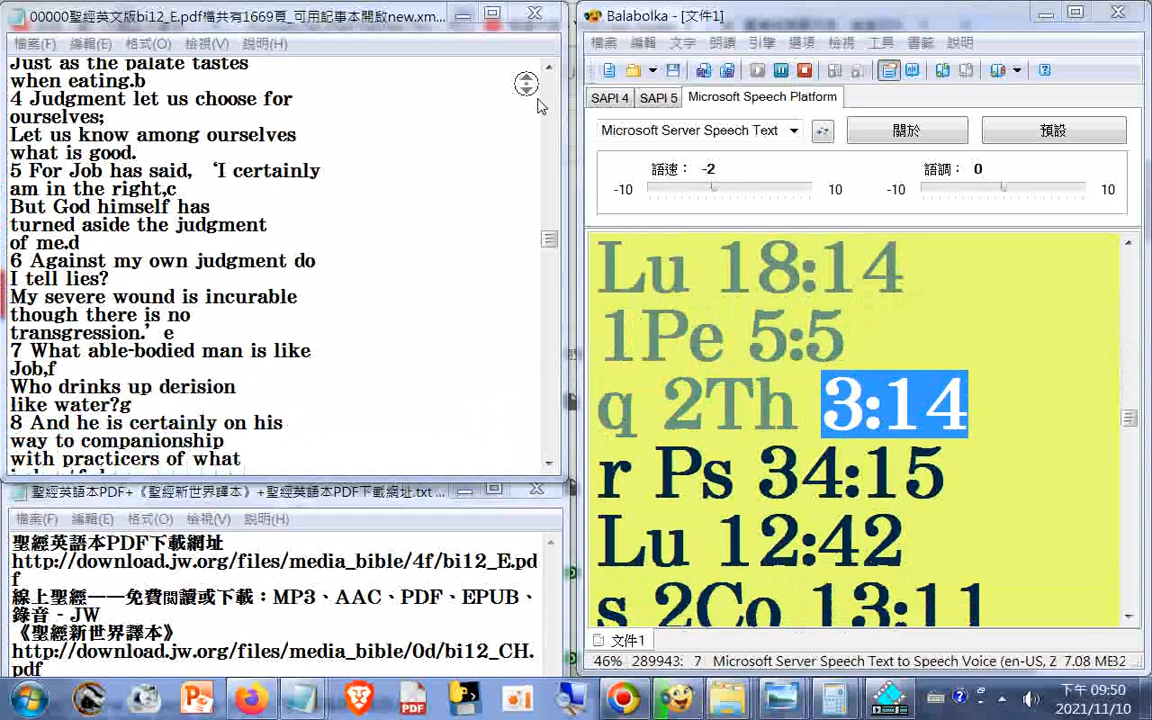 00000聖經英文版bi12_E.pdf檔共有1669頁_可用記事本開啟new.xm...
檔案(F) 編輯(E) 格式(O) 檢視(V) 說明(H)
Just as the palate tastes
when eating.b
4 Judgment let us choose for
ourselves;
Let us know among ourselves
what is good.
5 For Job has said, ‘I certainly
am in the right,c
But God himself has
turned aside the judgment
of me.d
6 Against my own judgment do
I tell lies?
My severe wound is incurable
though there is no
transgression.’ e
7 What able-bodied man is like
Job,f
Who drinks up derision
like water?g
8 And he is certainly on his
way to companionship
with practicers of what
聖經英語本PDF+《聖經新世界譯本》+聖經英語本PDF下載網址.txt ...
檔案(F) 編輯(E) 格式(O) 檢視(V) 說明(H)
聖經英語本PDF下載網址
http://download.jw.org/files/media_bible/4f/bi12_E.pd
f
線上聖經──免費閱讀或下載：MP3、AAC、PDF、EPUB、
錄音 - JW
《聖經新世界譯本》
http://download.jw.org/files/media_bible/0d/bi12_CH.
pdf
Balabolka - [文件1]
檔案 編輯 文字 朗讀 引擎 選項 檢視 工具 書籤 說明
SAPI 4 SAPI 5 Microsoft Speech Platform
Microsoft Server Speech Text 關於 預設
語速： -2 語調： 0
-10 10 -10 10
Lu 18:14
1Pe 5:5
q 2Th 3:14
r Ps 34:15
Lu 12:42
s 2Co 13:11
文件1
46% 289943: 7 Microsoft Server Speech Text to Speech Voice (en-US, Z 7.08 MB
下午 09:50
2021/11/10